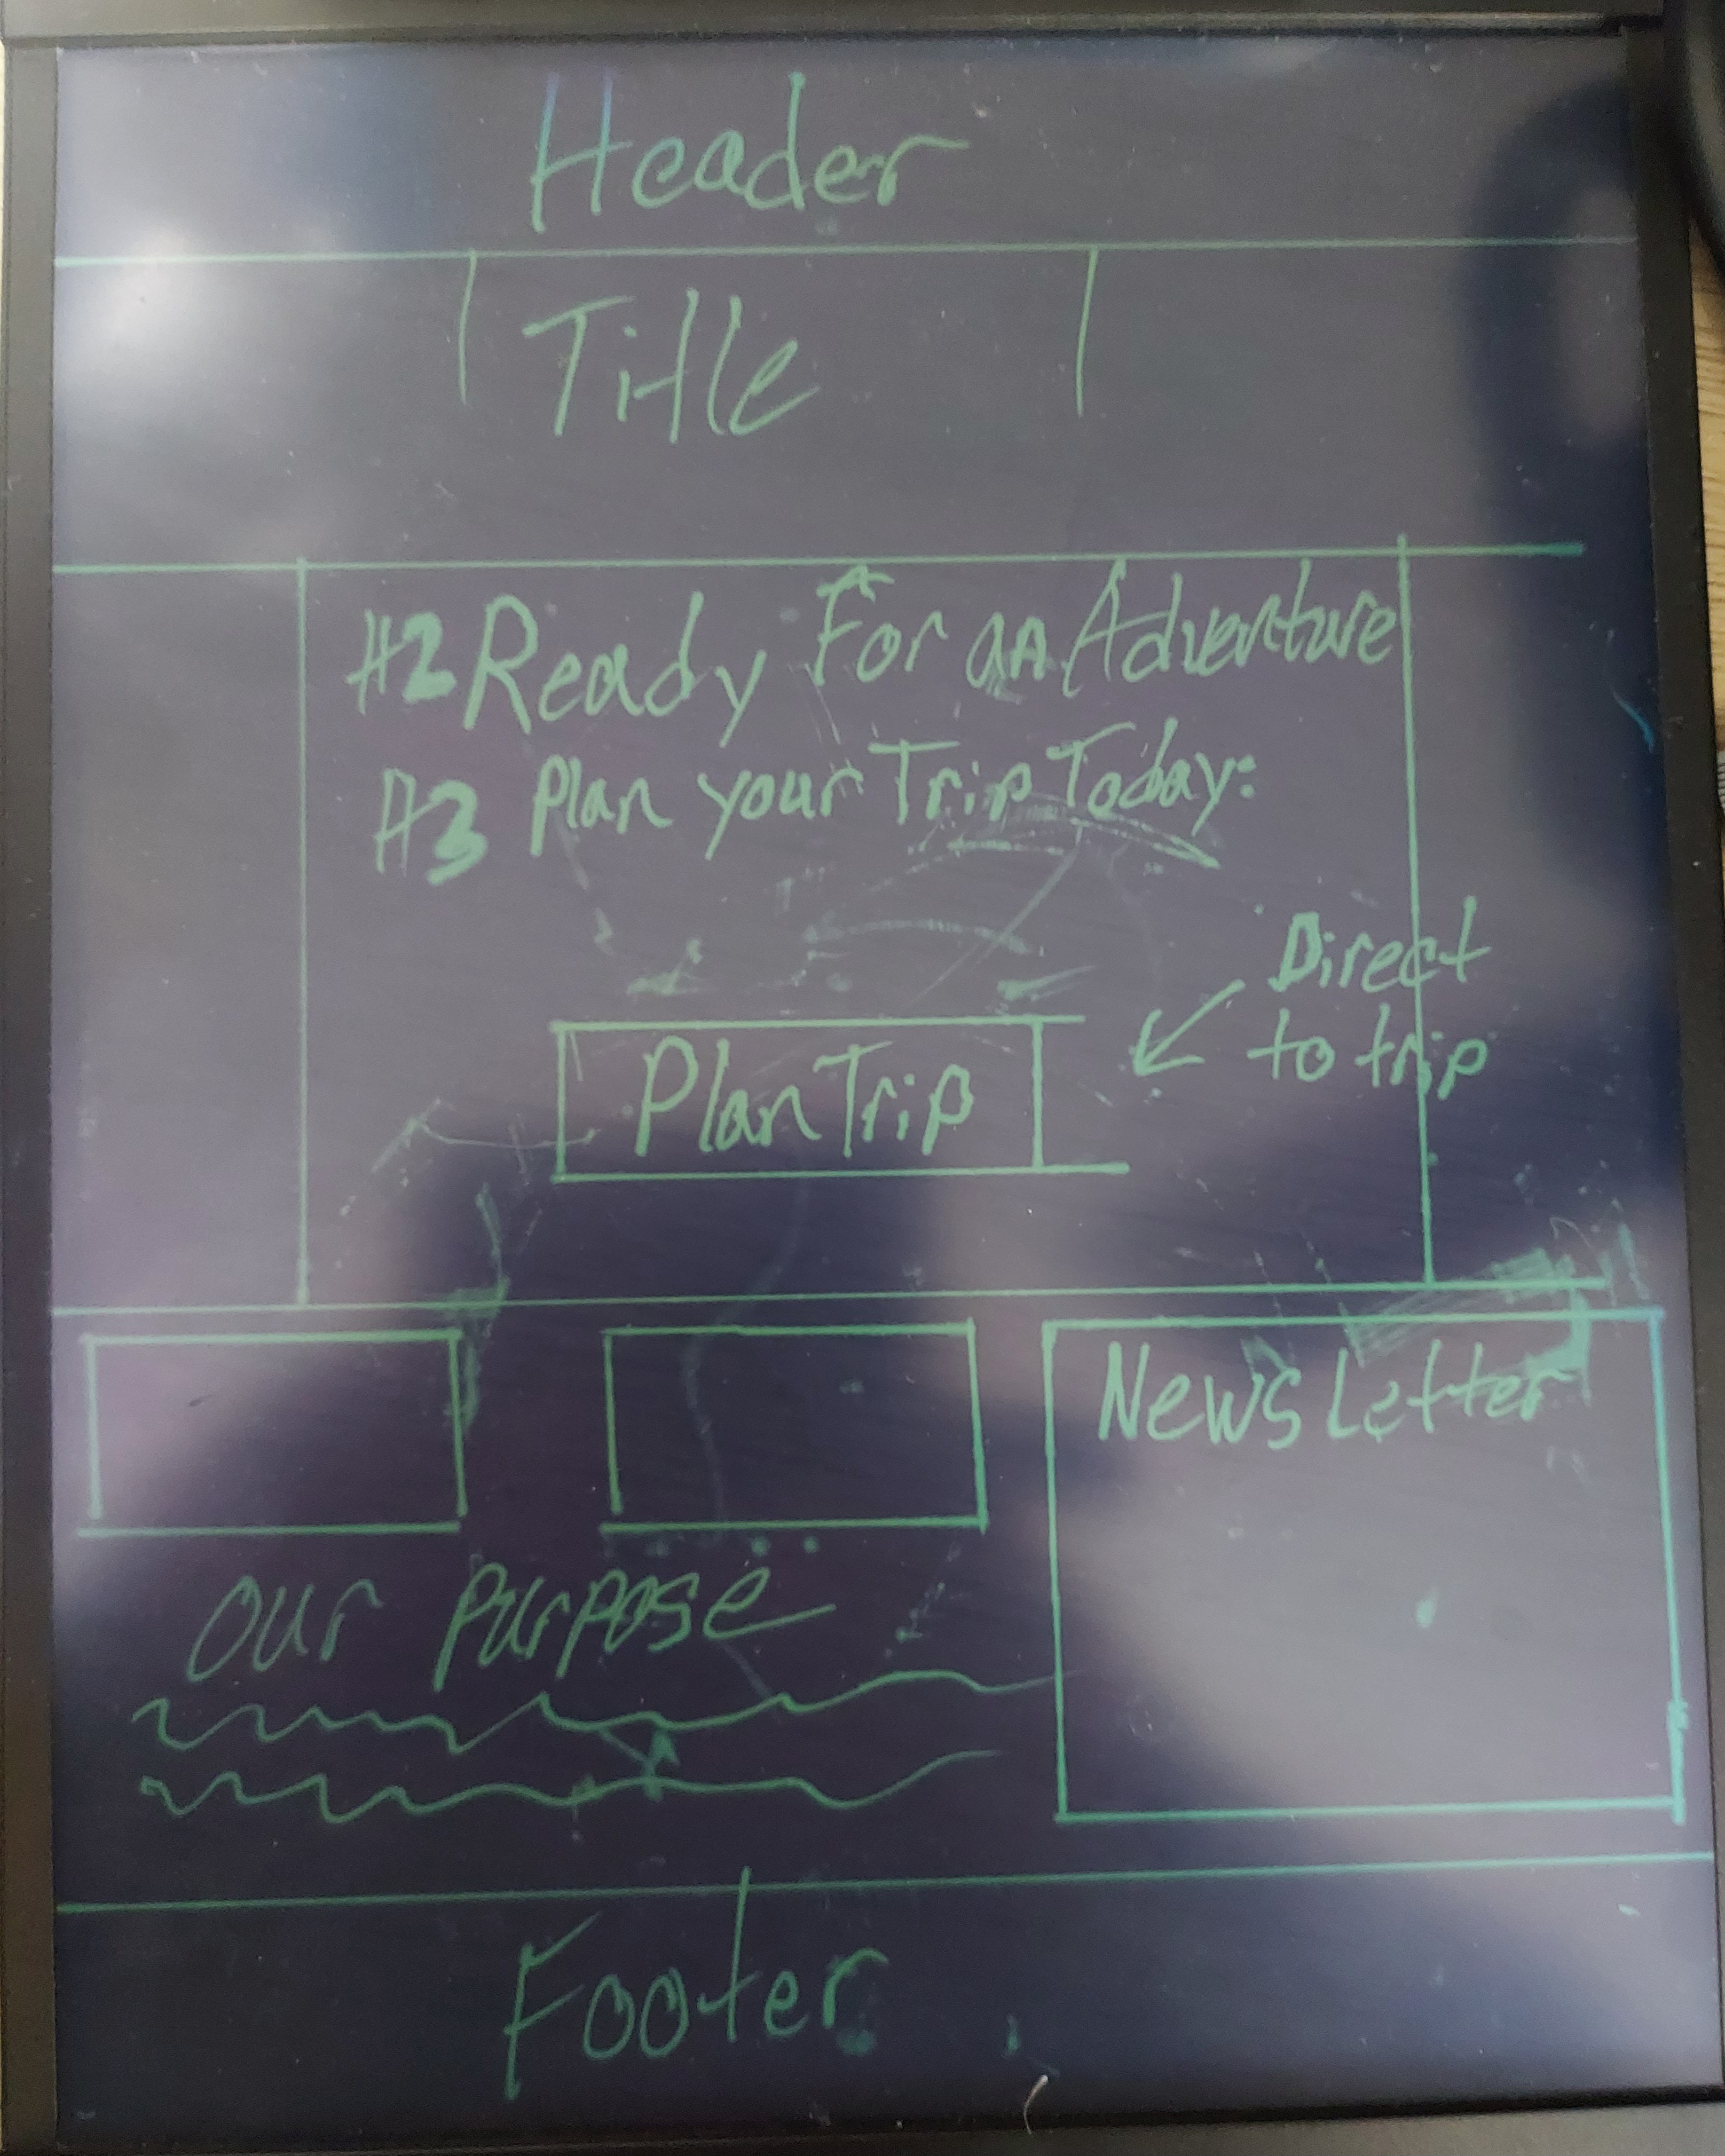 Header
Title
H2 Ready For an Adventure
H3 Plan your Trip Today:
Direct
to trip
Plan Trip
News Letter
our Purpose
Footer